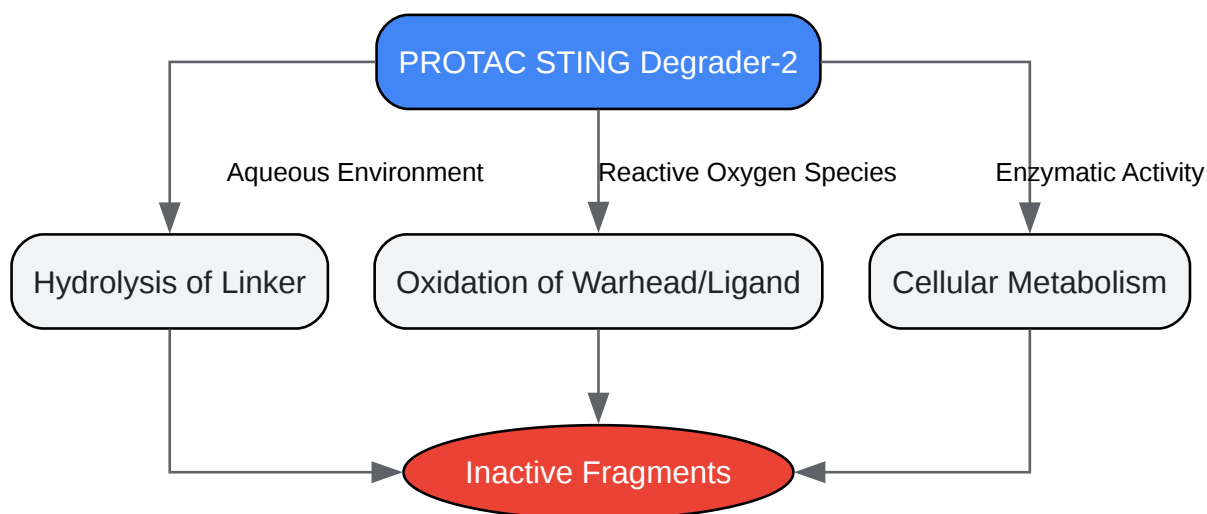 PROTAC STING Degrader-2
Aqueous Environment
Reactive Oxygen Species
Enzymatic Activity
Hydrolysis of Linker
Oxidation of Warhead/Ligand
Cellular Metabolism
Inactive Fragments